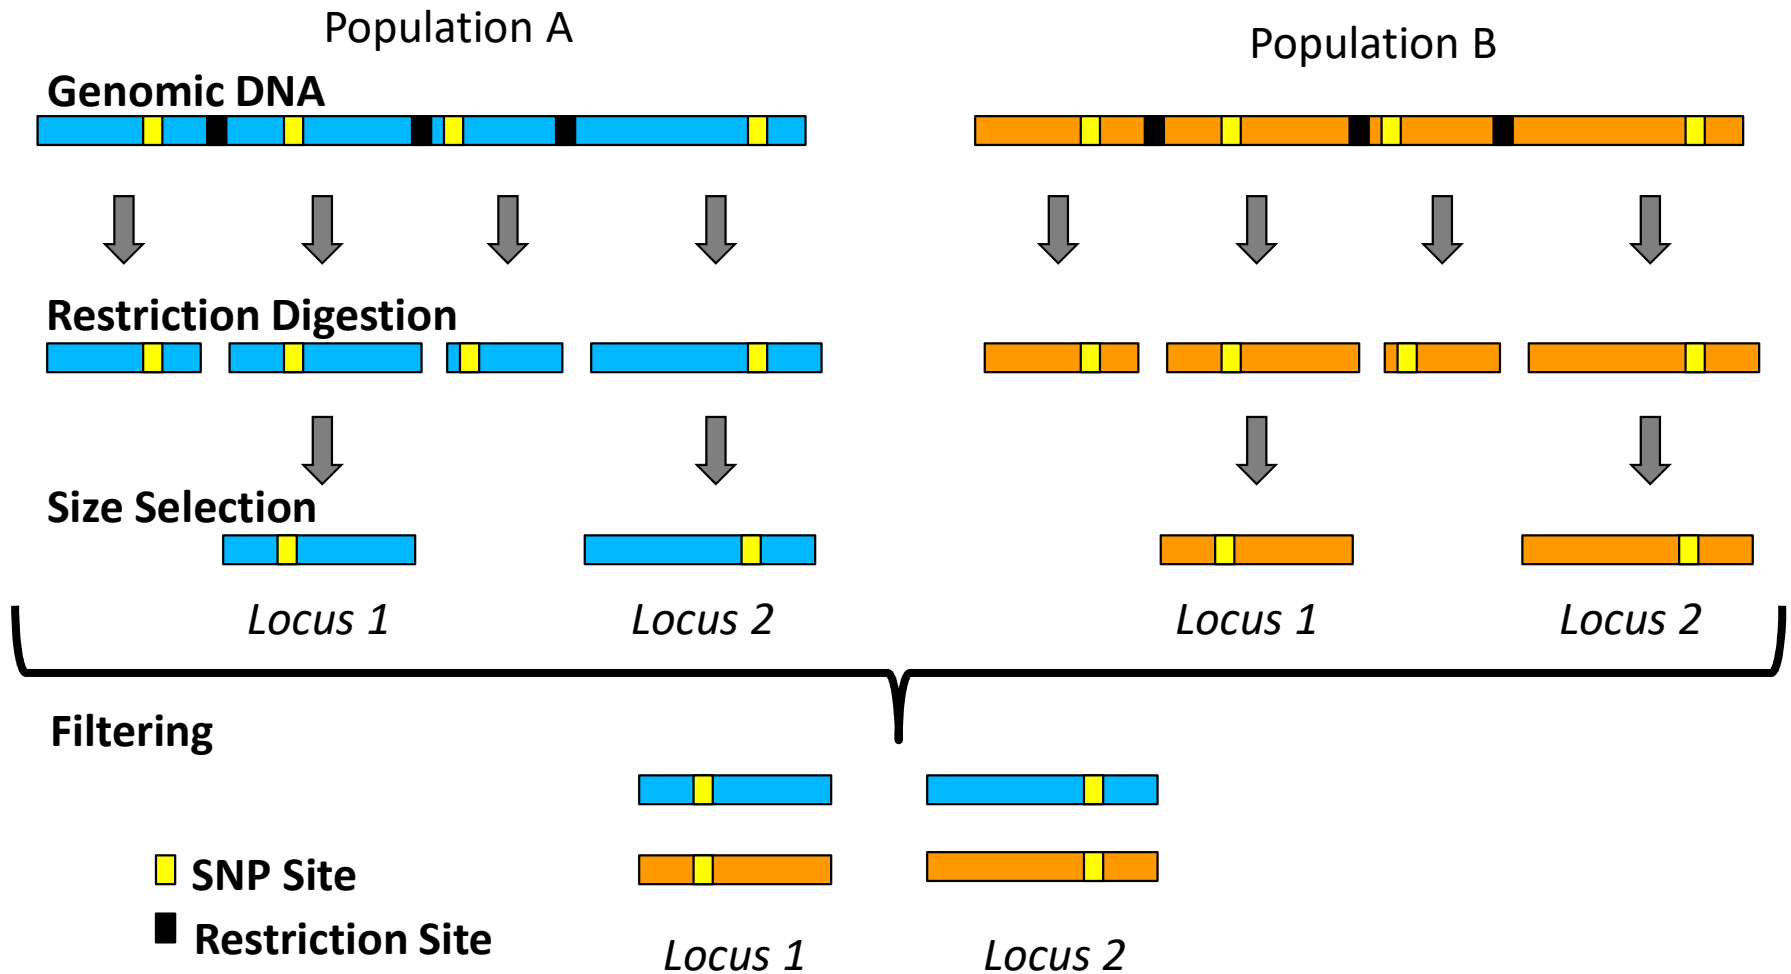 Population A
Population B
Genomic DNA
Restriction Digestion
Size Selection
Locus 1
Locus 2
Locus 1
Locus 2
Filtering
SNP Site
Restriction Site
Locus 1
Locus 2